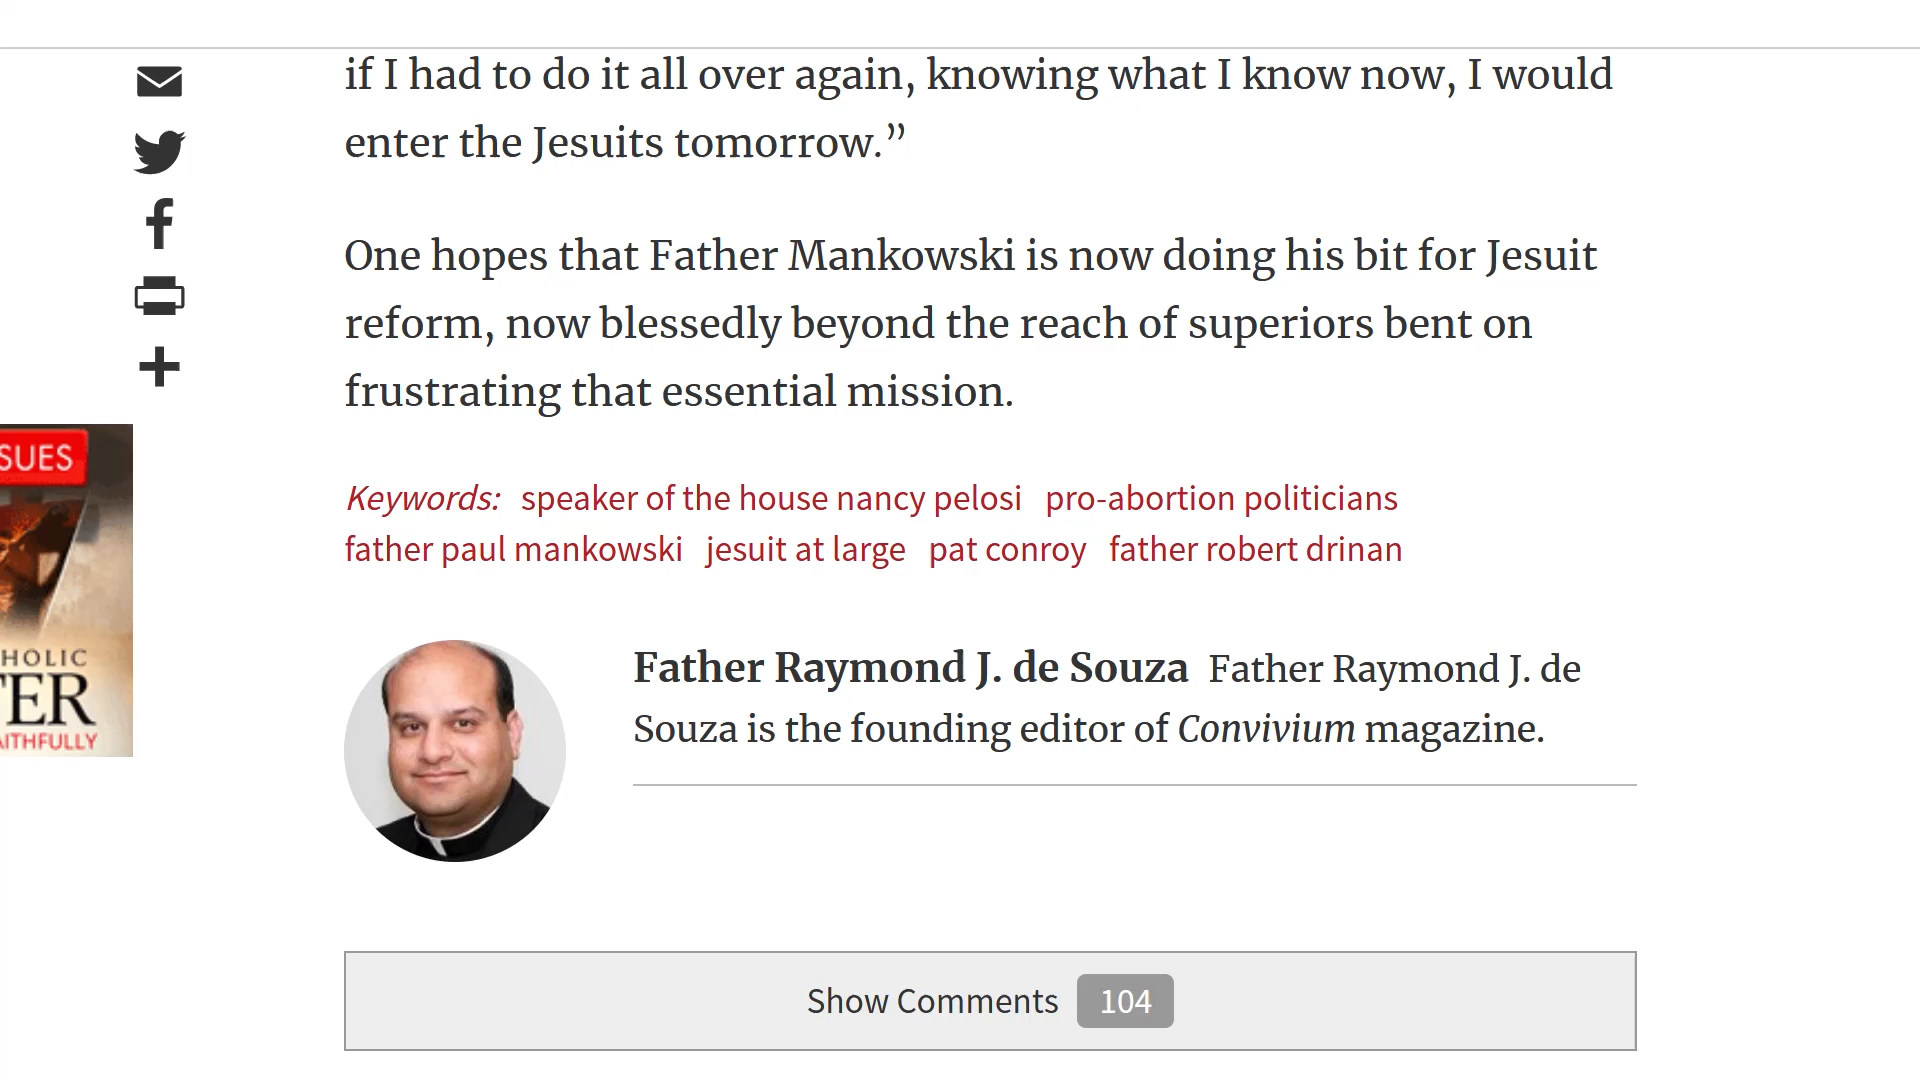 if I had to do it all over again, knowing what I know now, I would
enter the Jesuits tomorrow.”
One hopes that Father Mankowski is now doing his bit for Jesuit
reform, now blessedly beyond the reach of superiors bent on
frustrating that essential mission.
Keywords: speaker of the house nancy pelosi pro-abortion politicians
father paul mankowski jesuit at large pat conroy father robert drinan
SUES
HOLIC
TER
AITHFULLY
Father Raymond J. de Souza Father Raymond J. de
Souza is the founding editor of Convivium magazine.
Show Comments 104